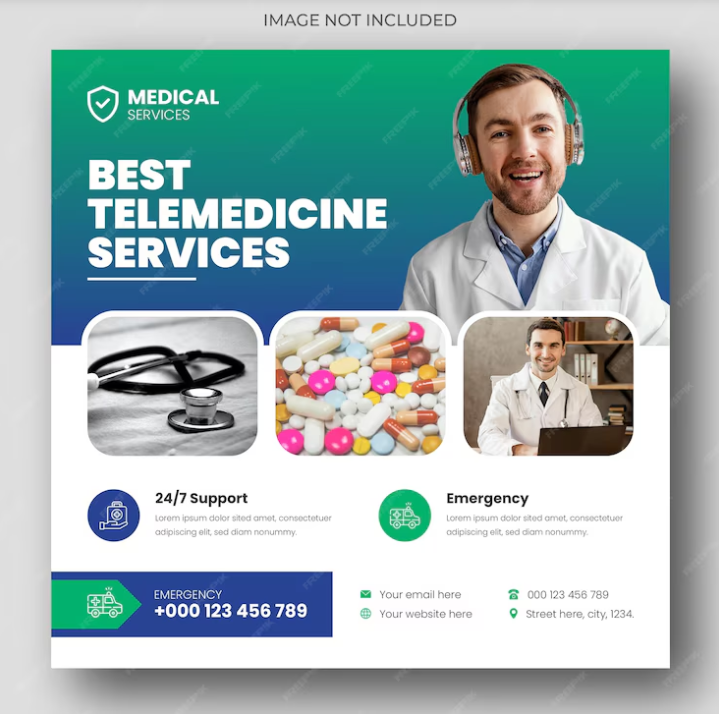 IMAGE NOT INCLUDED
MEDICAL
SERVICES
BEST
TELEMEDICINE
SERVICES
24/7 Support
Lorem ipsum dolor sited amet, consectetuer
adipiscing elit, sed diam nonummy.
Emergency
Lorem ipsum dolor sited amet, consectetuer
adipiscing elit, sed diam nonummy.
EMERGENCY
+000 123 456 789
Your email here
000 123 456 789
Your website here
Street here, city, 1234.
FREEPIK